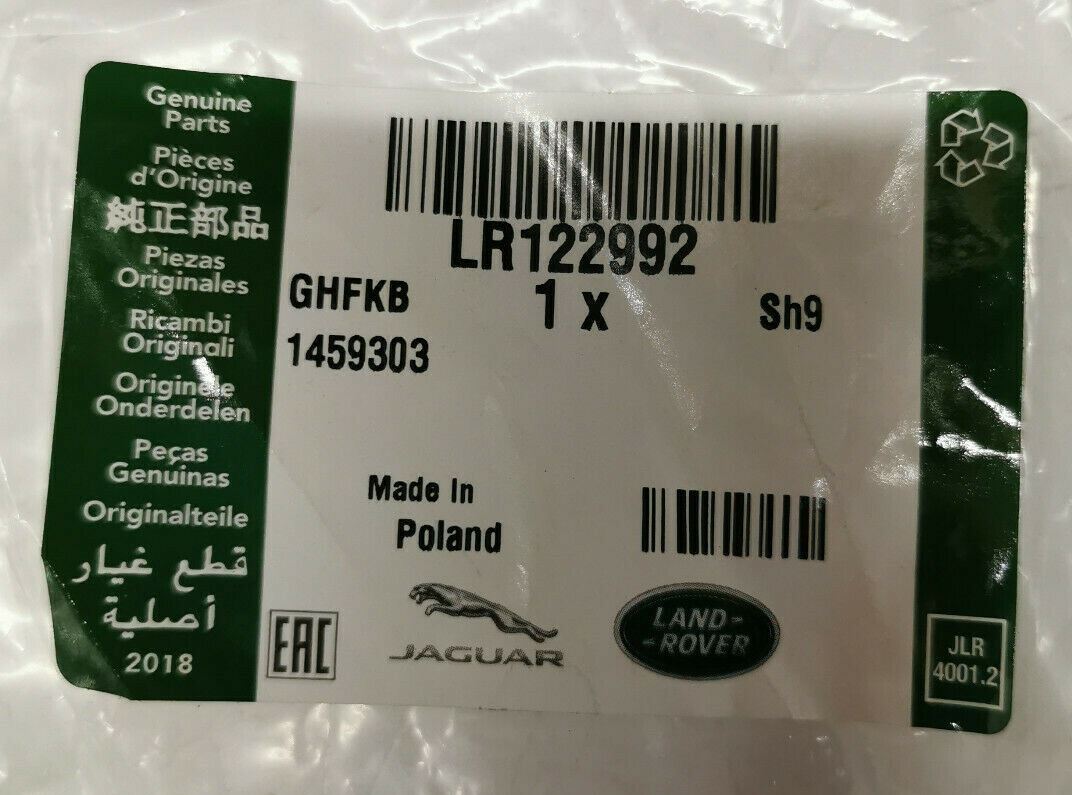 Genuine
Parts
Pièces
d'Origine
純正部品
Piezas
Originales
Ricambi
Originali
Originele
Onderdelen
Peças
Genuinas
Originalteile
قطع غيار
أصلية
2018
LR122992
GHFKB
1 x
Sh9
1459303
Made In
Poland
EAC
JAGUAR
LAND-
-ROVER
JLR
4001.2